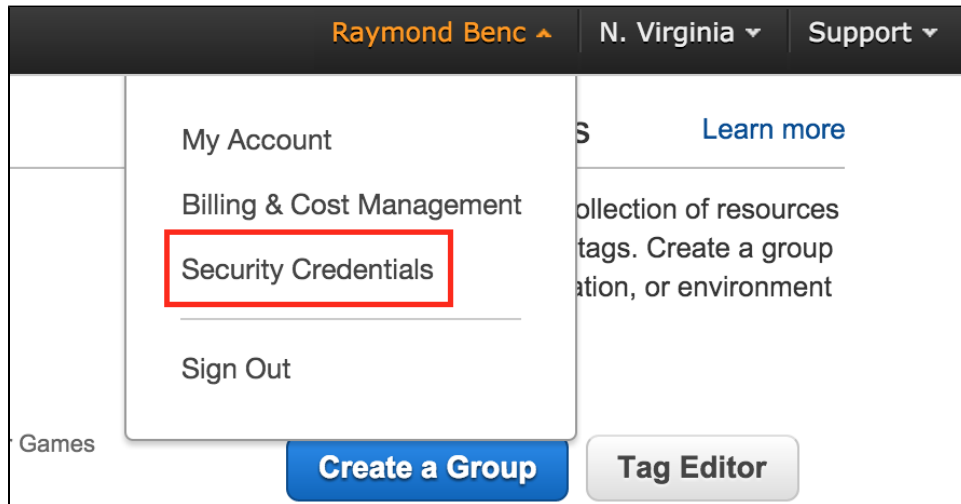 Raymond Benc N. Virginia Support
My Account
s Learn more
Billing & Cost Management
ollection of resources
tags. Create a group
Security Credentials
ation, or environment
Sign Out
Games
Create a Group Tag Editor